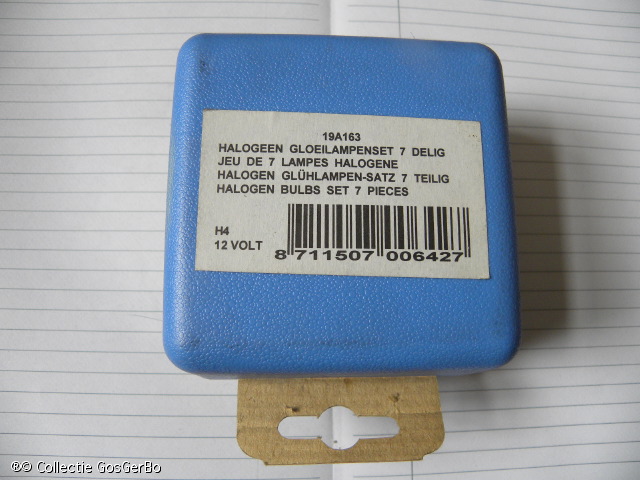 19A163
HALOGEEN GLOEILAMPENSET 7 DELIG
JEU DE 7 LAMPES HALOGENE
HALOGEN GLÜHLAMPEN-SATZ 7 TEILIG
HALOGEN BULBS SET 7 PIECES
H4
12 VOLT
8 711507 006427
®© Collectie GosGerBo